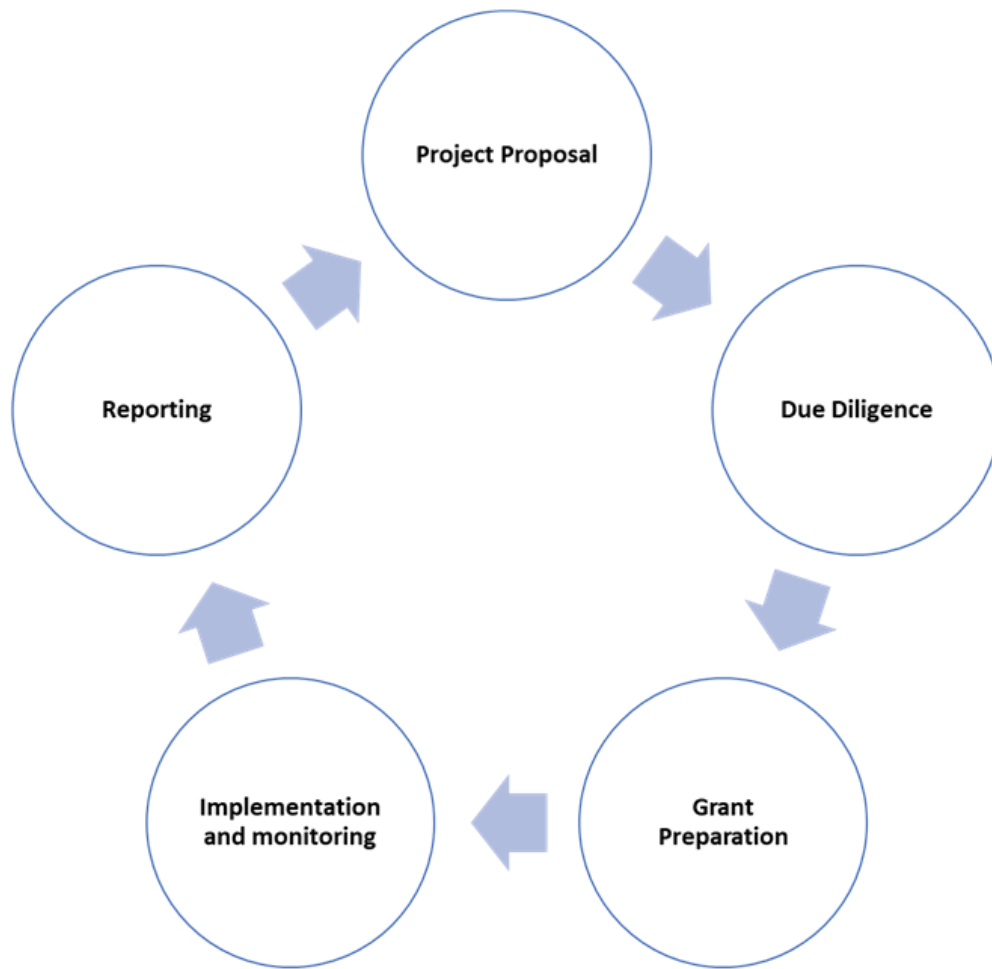 Project Proposal
Due Diligence
Grant
Preparation
Implementation
and monitoring
Reporting